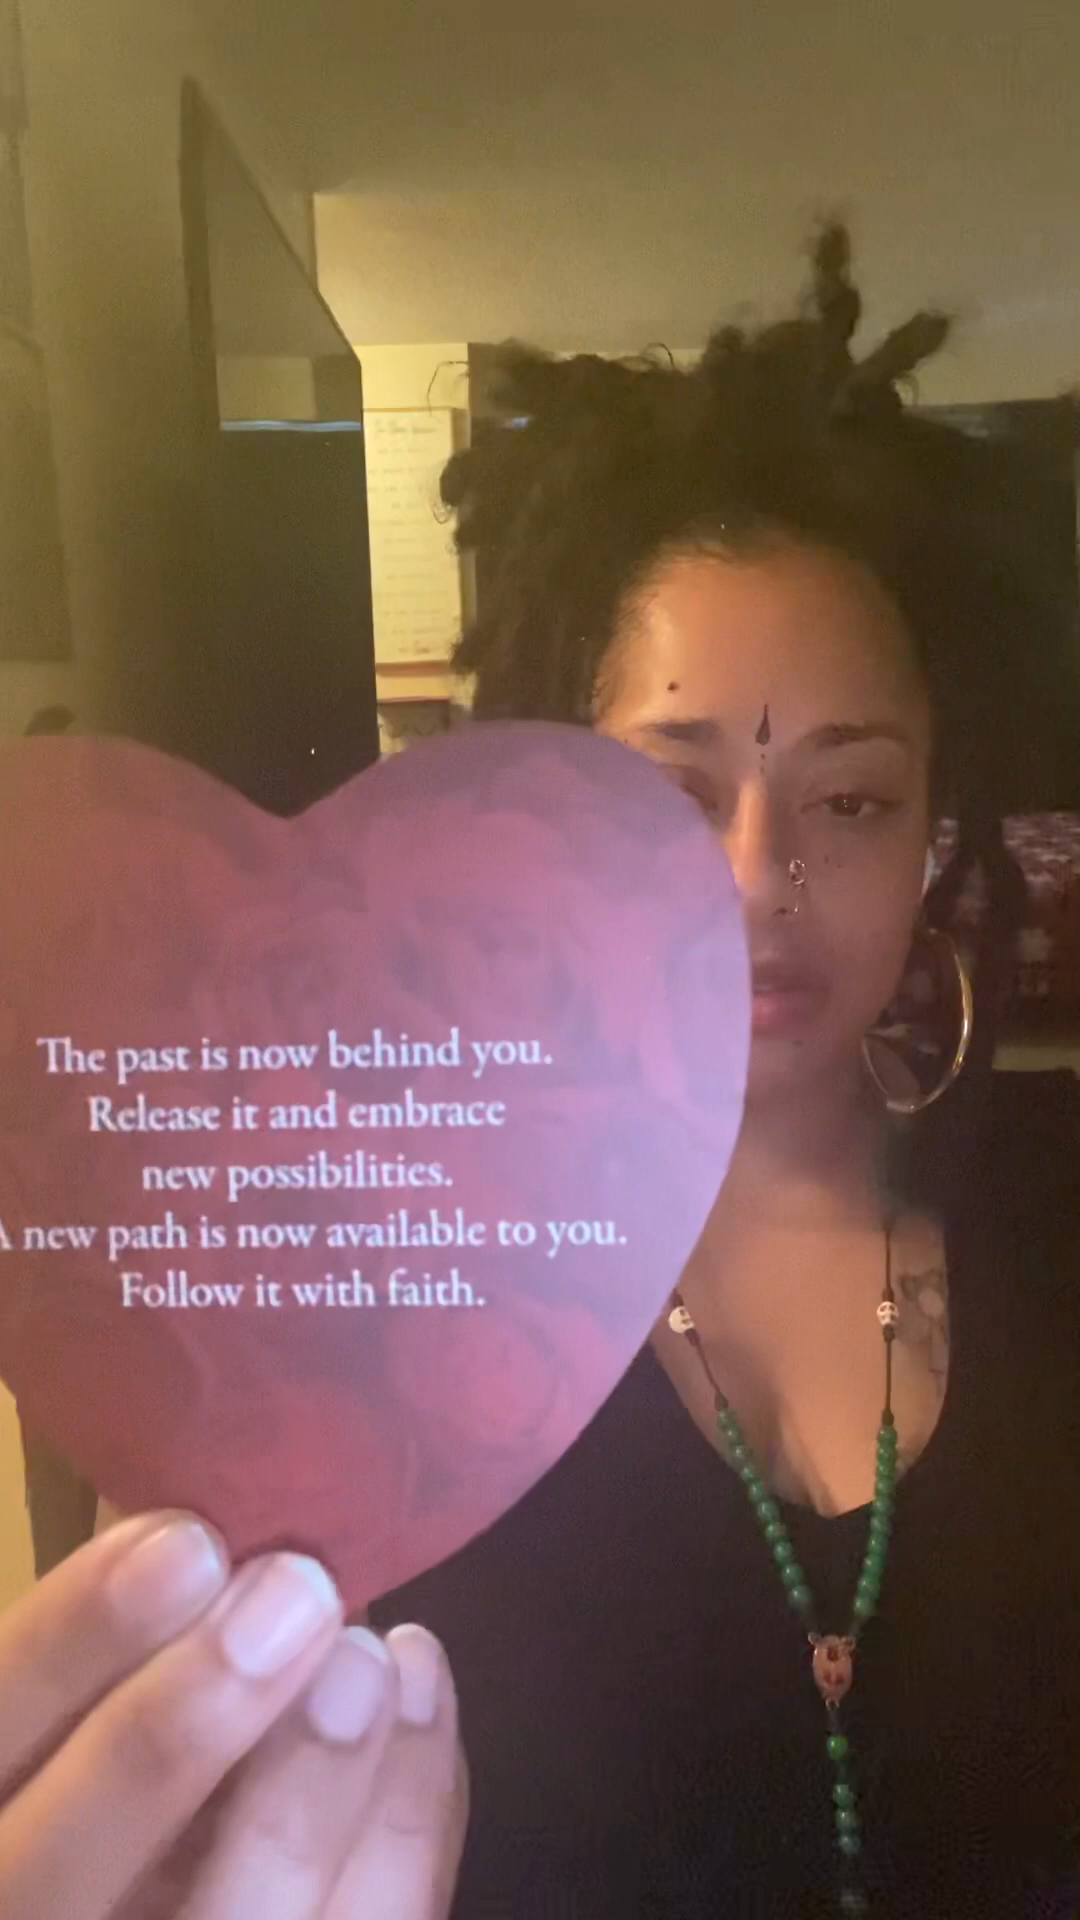 The past is now behind you.
Release it and embrace
new possibilities.
A new path is now available to you.
Follow it with faith.